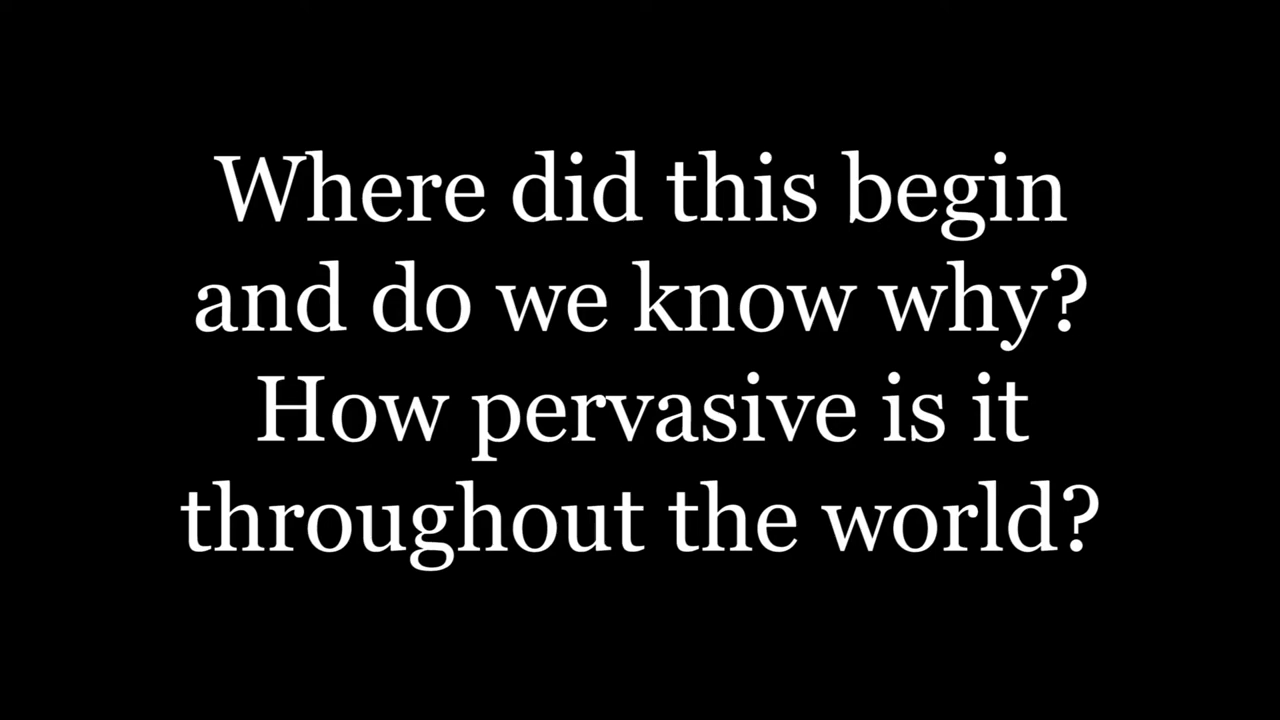 Where did this begin
and do we know why?
How pervasive is it
throughout the world?